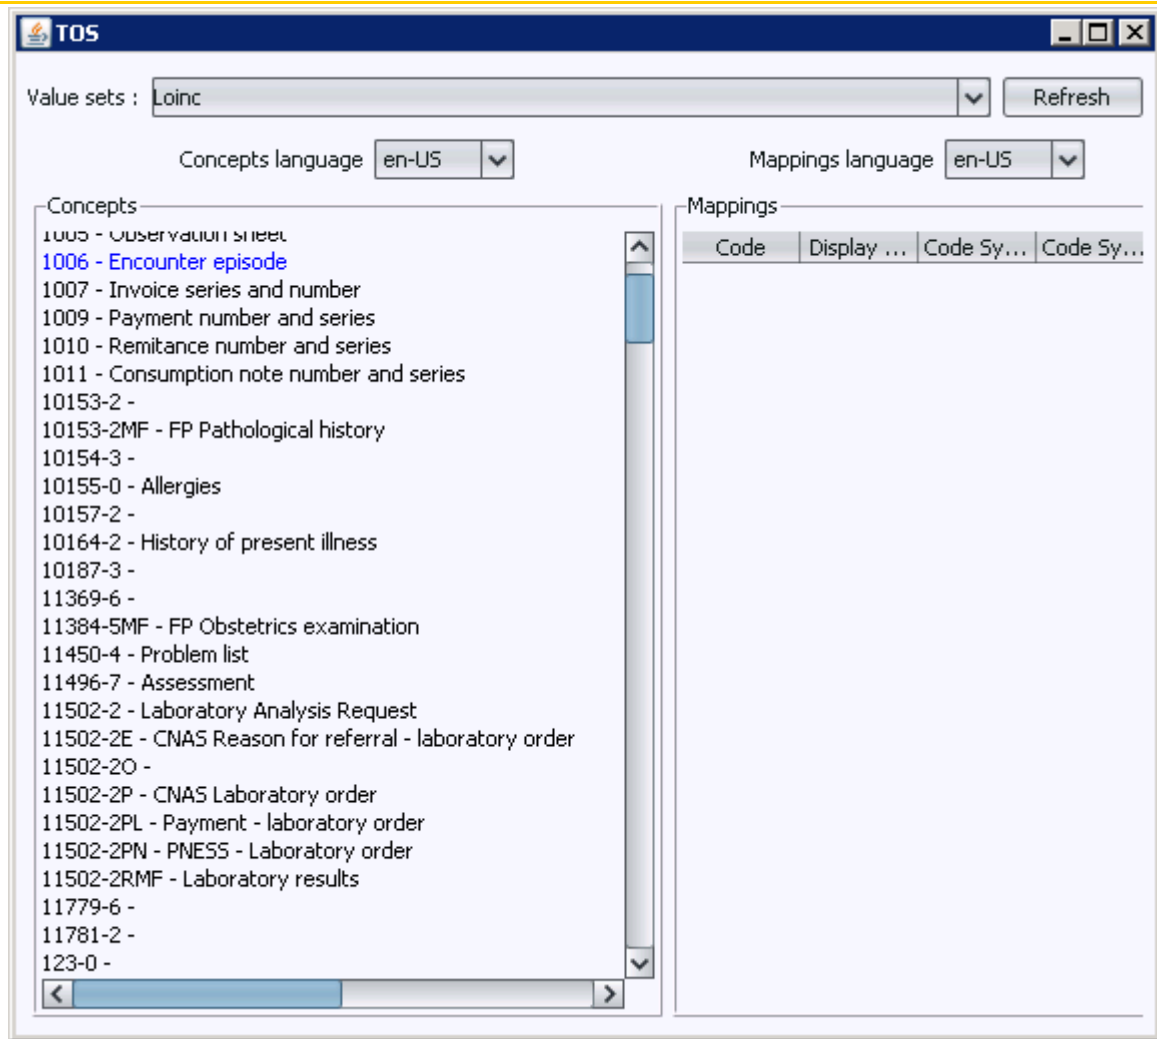 TOS
Value sets : Loinc Refresh
Concepts language en-US Mappings language en-US
Concepts Mappings
Code Display ... Code Sy... Code Sy...
1005 - Observation sheet
1006 - Encounter episode
1007 - Invoice series and number
1009 - Payment number and series
1010 - Remitance number and series
1011 - Consumption note number and series
10153-2 -
10153-2MF - FP Pathological history
10154-3 -
10155-0 - Allergies
10157-2 -
10164-2 - History of present illness
10187-3 -
11369-6 -
11384-5MF - FP Obstetrics examination
11450-4 - Problem list
11496-7 - Assessment
11502-2 - Laboratory Analysis Request
11502-2E - CNAS Reason for referral - laboratory order
11502-2O -
11502-2P - CNAS Laboratory order
11502-2PL - Payment - laboratory order
11502-2PN - PNESS - Laboratory order
11502-2RMF - Laboratory results
11779-6 -
11781-2 -
123-0 -